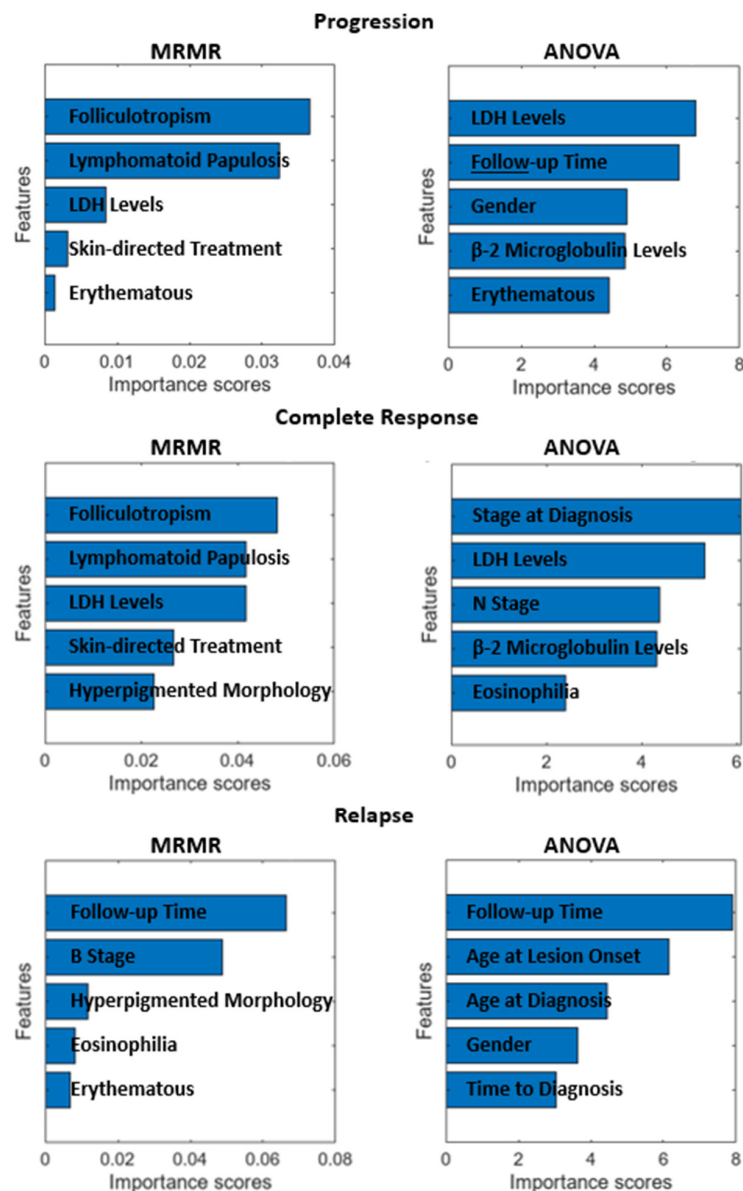 Progression
MRMR
Features
Folliculotropism
Lymphomatoid Papulosis
LDH Levels
Skin-directed Treatment
Erythematous
0 0.01 0.02 0.03 0.04
Importance scores
ANOVA
Features
LDH Levels
Follow-up Time
Gender
β-2 Microglobulin Levels
Erythematous
0 2 4 6 8
Importance scores
Complete Response
MRMR
Features
Folliculotropism
Lymphomatoid Papulosis
LDH Levels
Skin-directed Treatment
Hyperpigmented Morphology
0 0.02 0.04 0.06
Importance scores
ANOVA
Features
Stage at Diagnosis
LDH Levels
N Stage
β-2 Microglobulin Levels
Eosinophilia
0 2 4 6
Importance scores
Relapse
MRMR
Features
Follow-up Time
B Stage
Hyperpigmented Morphology
Eosinophilia
Erythematous
0 0.02 0.04 0.06 0.08
Importance scores
ANOVA
Features
Follow-up Time
Age at Lesion Onset
Age at Diagnosis
Gender
Time to Diagnosis
0 2 4 6 8
Importance scores